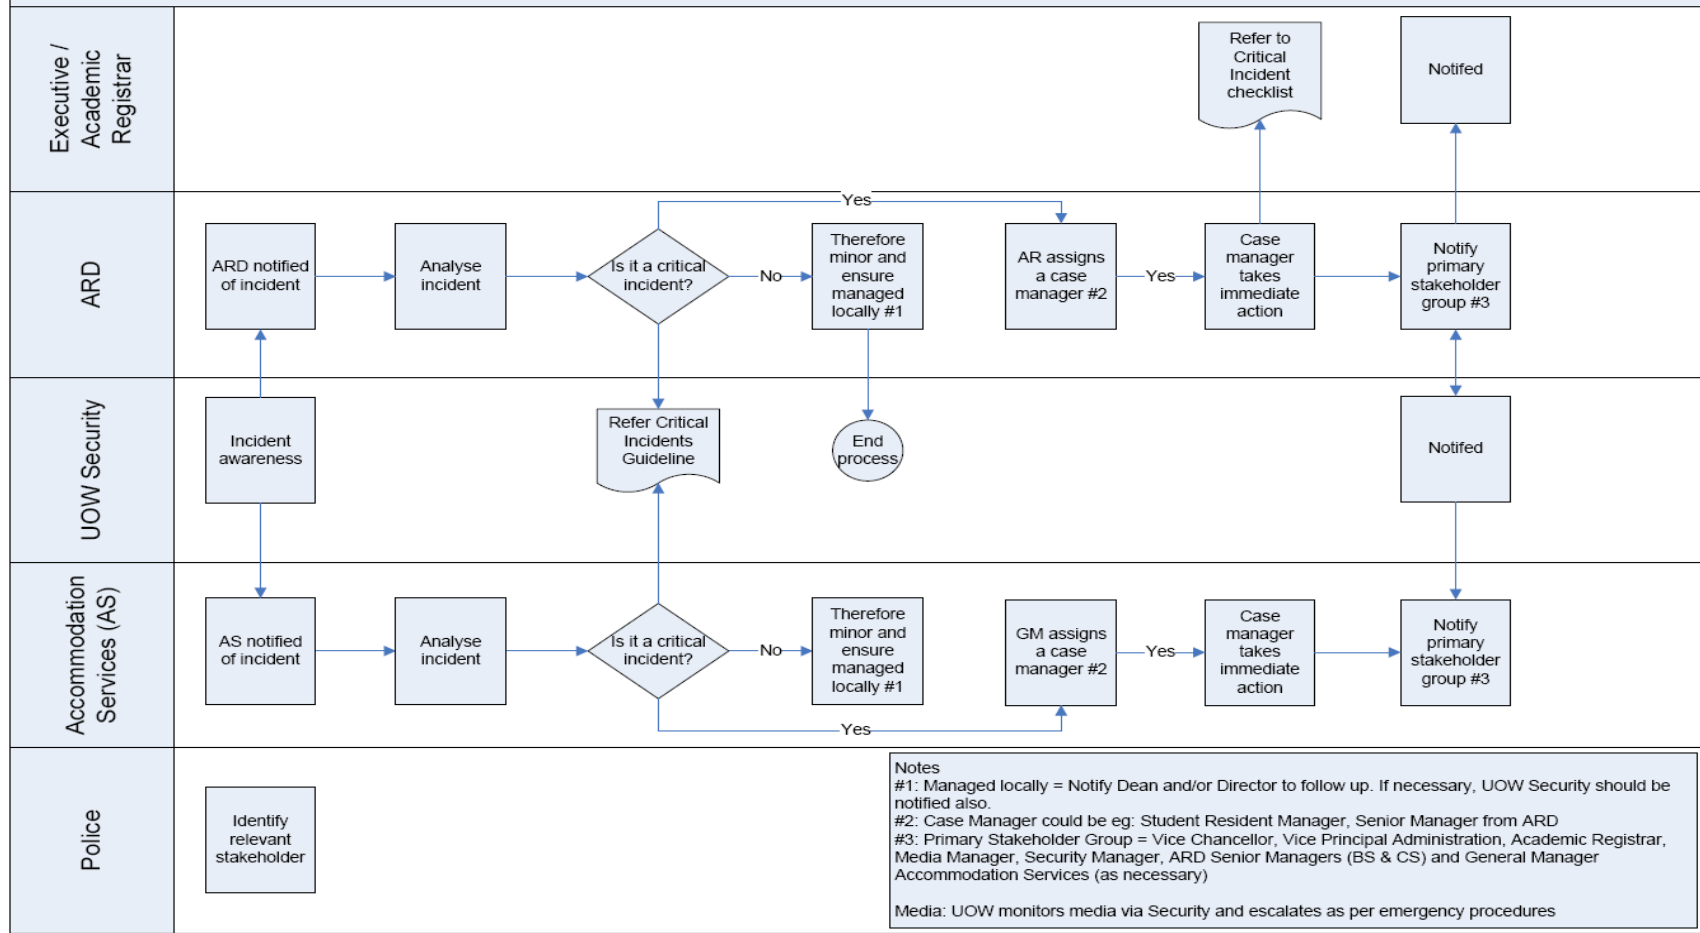 Executive /
Academic
Registrar
Refer to
Critical
Incident
checklist
Notifed
ARD
ARD notified
of incident
Analyse
incident
Is it a critical
incident?
Yes
No
Therefore
minor and
ensure
managed
locally #1
AR assigns
a case
manager #2
Yes
Case
manager
takes
immediate
action
Notify
primary
stakeholder
group #3
UOW Security
Incident
awareness
Refer Critical
Incidents
Guideline
End
process
Notifed
Accommodation
Services (AS)
AS notified
of incident
Analyse
incident
Is it a critical
incident?
No
Yes
Therefore
minor and
ensure
managed
locally #1
GM assigns
a case
manager #2
Yes
Case
manager
takes
immediate
action
Notify
primary
stakeholder
group #3
Police
Identify
relevant
stakeholder
Notes
#1: Managed locally = Notify Dean and/or Director to follow up. If necessary, UOW Security should be
notified also.
#2: Case Manager could be eg: Student Resident Manager, Senior Manager from ARD
#3: Primary Stakeholder Group = Vice Chancellor, Vice Principal Administration, Academic Registrar,
Media Manager, Security Manager, ARD Senior Managers (BS & CS) and General Manager
Accommodation Services (as necessary)
Media: UOW monitors media via Security and escalates as per emergency procedures